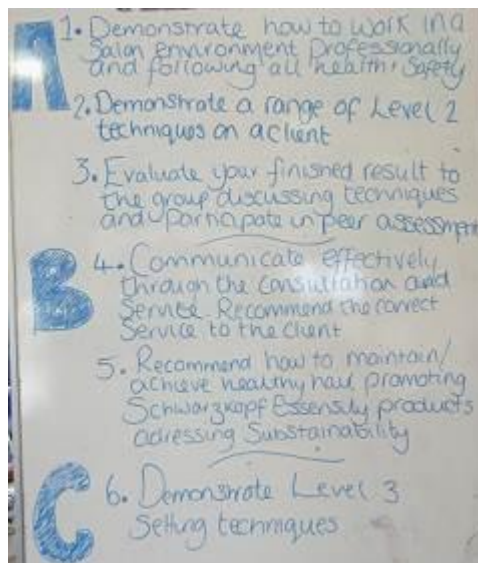 A
1. Demonstrate how to work in a
Salon environment Professionally
and following all health + Safety
2. Demonstrate a range of Level 2
techniques on a client
3. Evaluate your finished result to
the group discussing techniques
and participate in peer assessment
B
4. Communicate effectively
through the Consultation and
Service. Recommend the correct
Service to the client
5. Recommend how to maintain/
achieve healthy hair promoting
Schwarzkopf Essensity products
adressing Substainability
C
6. Demonstrate Level 3
Setting techniques